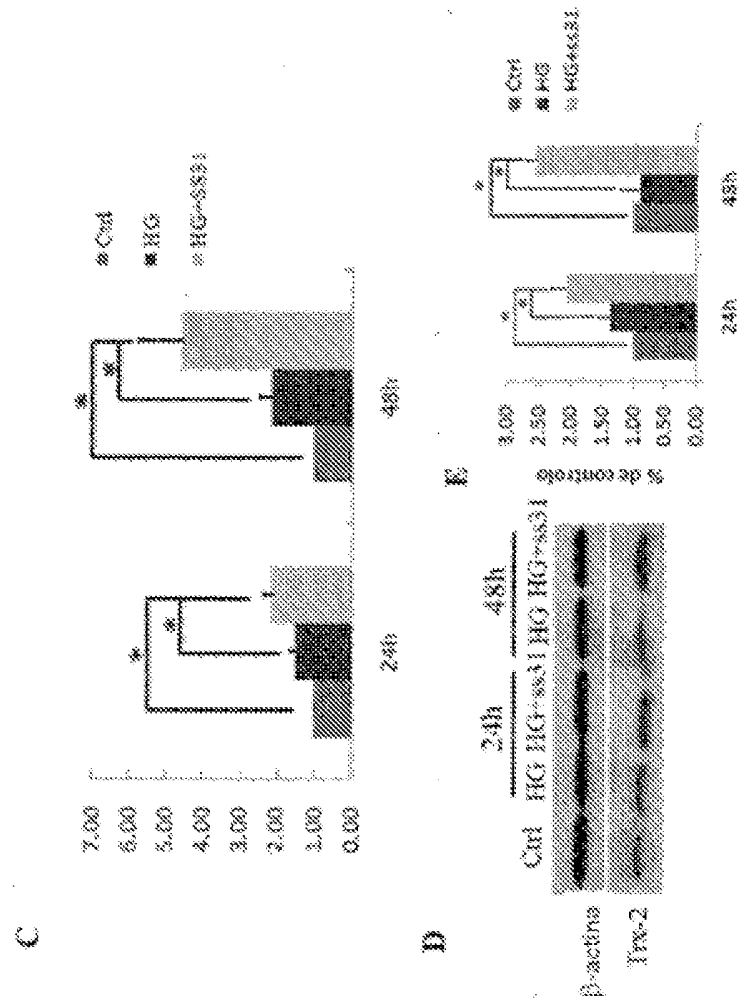 C
7.00
6.00
5.00
4.00
3.00
2.00
1.00
0.00
24h
48h
Ctrl
HG
HG+SS31
*
*
*
*
D
24h
48h
Ctrl HG HG+ss31 HG HG+ss31
β-actina
Trx-2
E
% de controlo
3.00
2.50
2.00
1.50
1.00
0.50
0.00
24h
48h
Ctrl
HG
HG+ss31
*
*
*
*